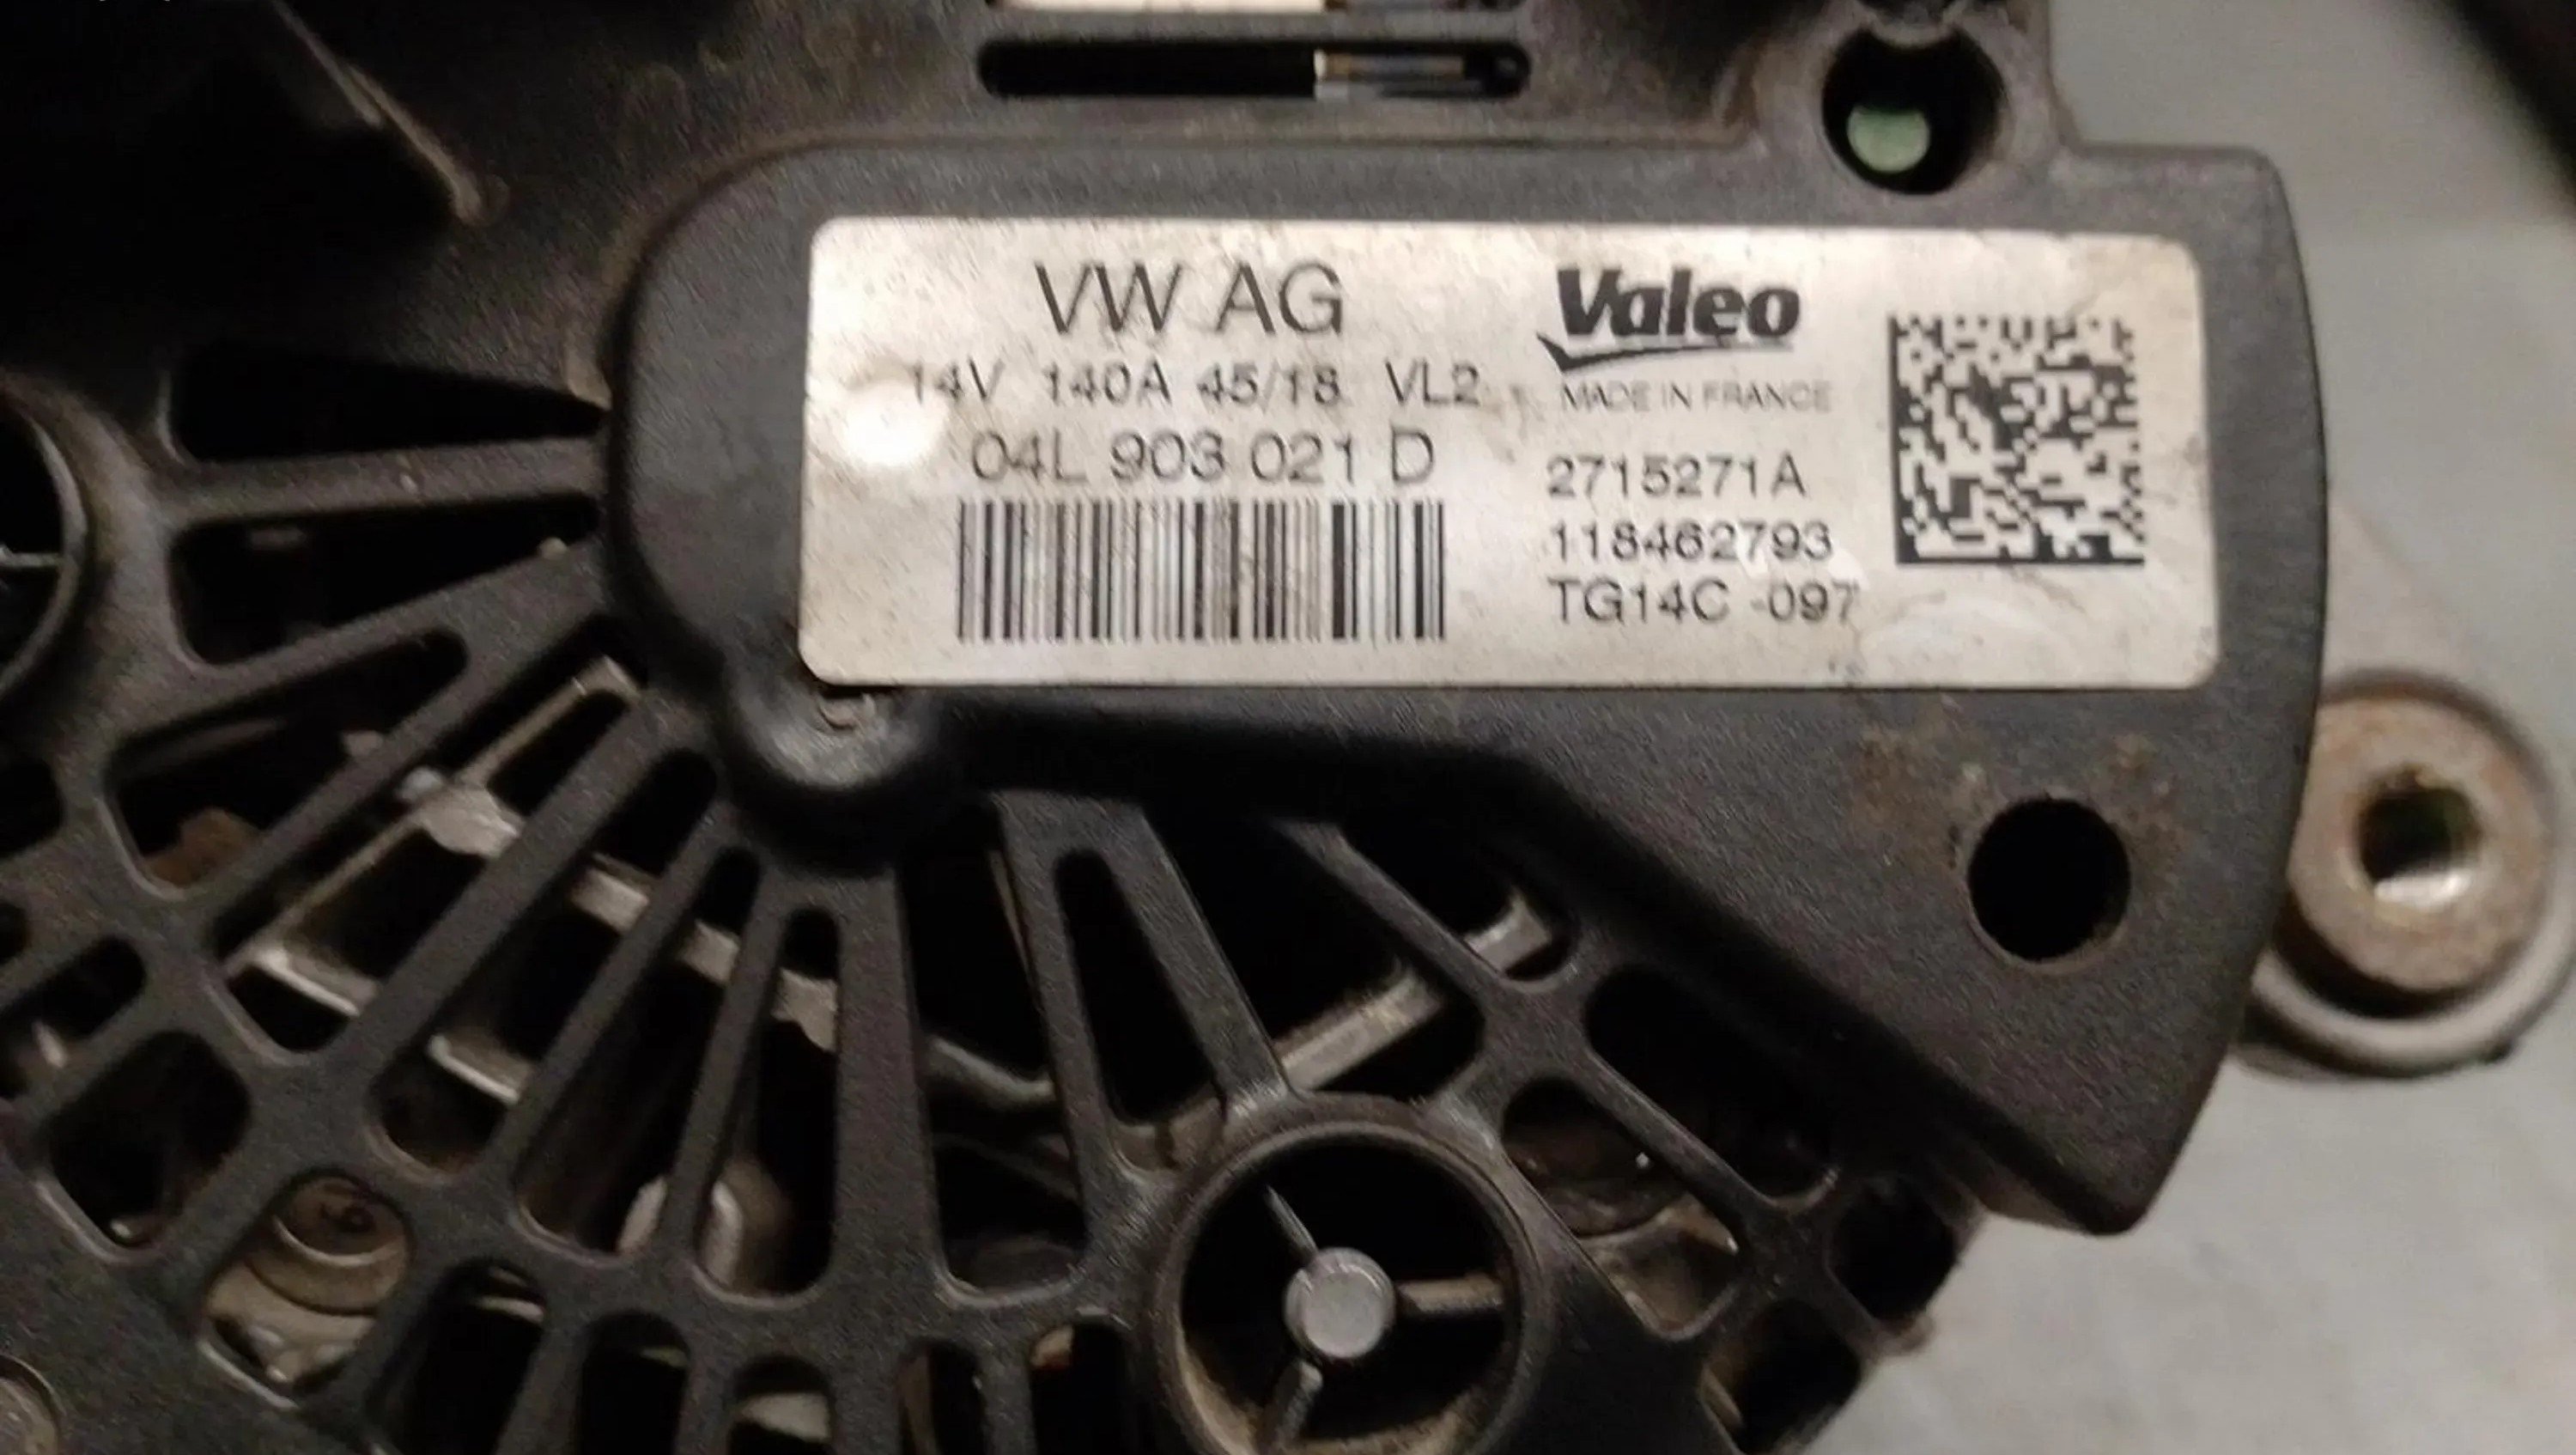 VW AG
14V 140A 45/18 VL2
04L 903 021 D
Valeo
MADE IN FRANCE
2715271A
118462793
TG14C -097